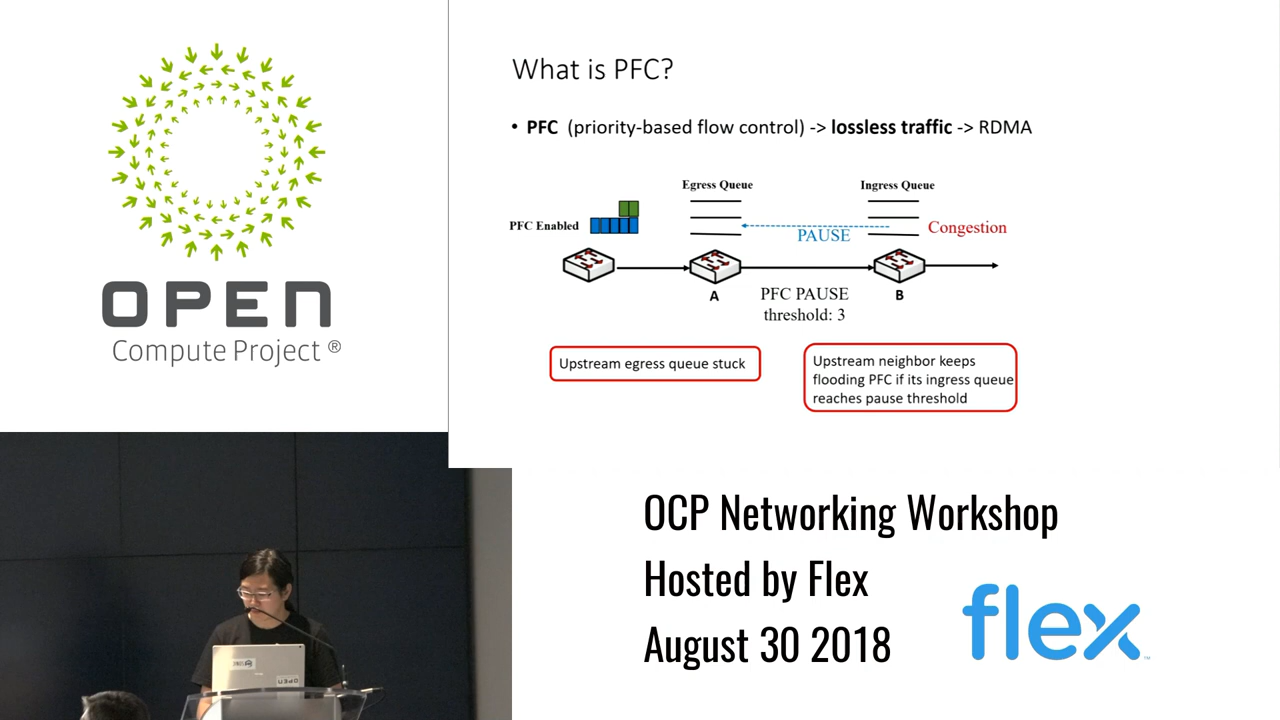 OPEN
Compute Project ®
What is PFC?
• PFC (priority-based flow control) -> lossless traffic -> RDMA
Egress Queue
Ingress Queue
PFC Enabled
PAUSE
Congestion
A
PFC PAUSE
threshold: 3
B
Upstream egress queue stuck
Upstream neighbor keeps
flooding PFC if its ingress queue
reaches pause threshold
OCP Networking Workshop
Hosted by Flex
August 30 2018
flex